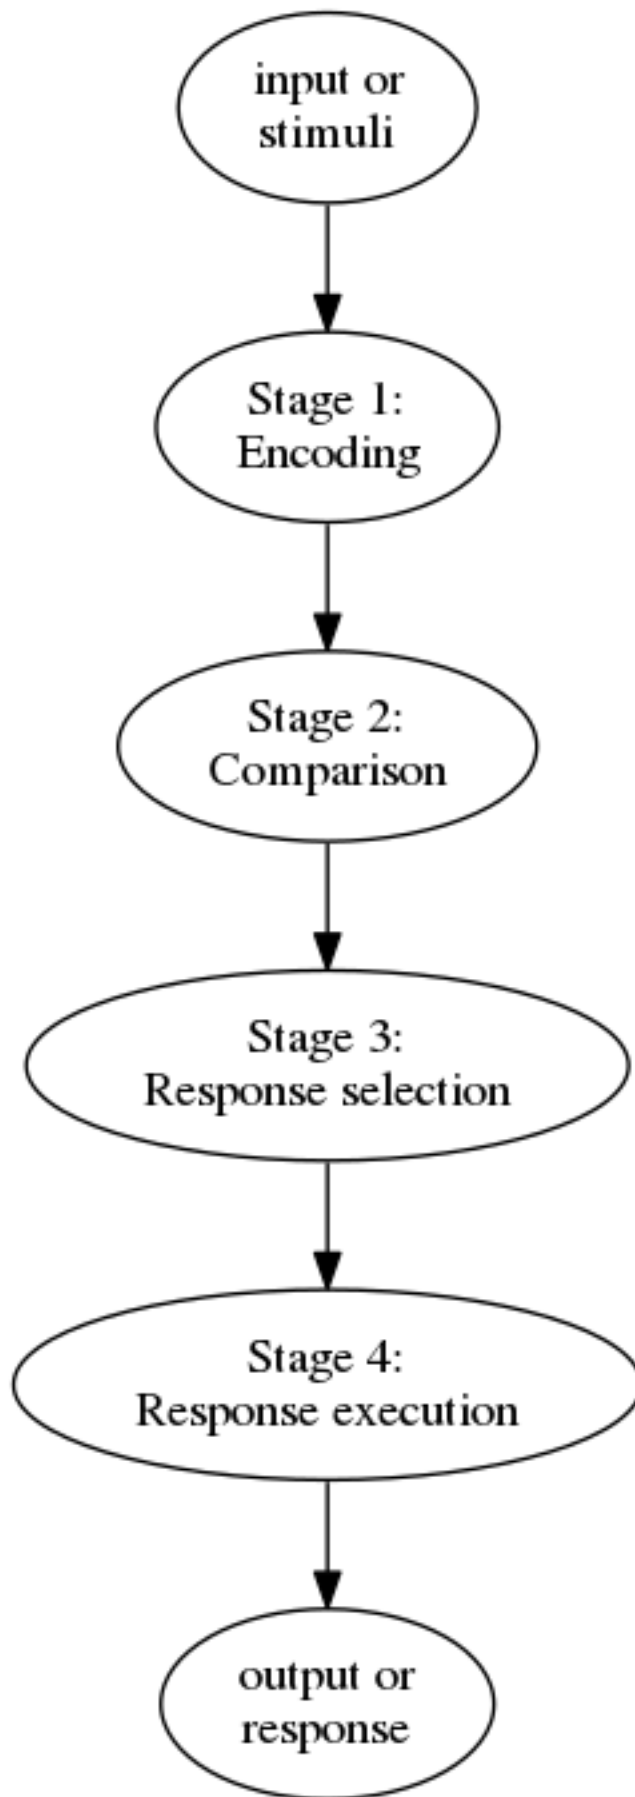 input or
stimuli
Stage 1:
Encoding
Stage 2:
Comparison
Stage 3:
Response selection
Stage 4:
Response execution
output or
response